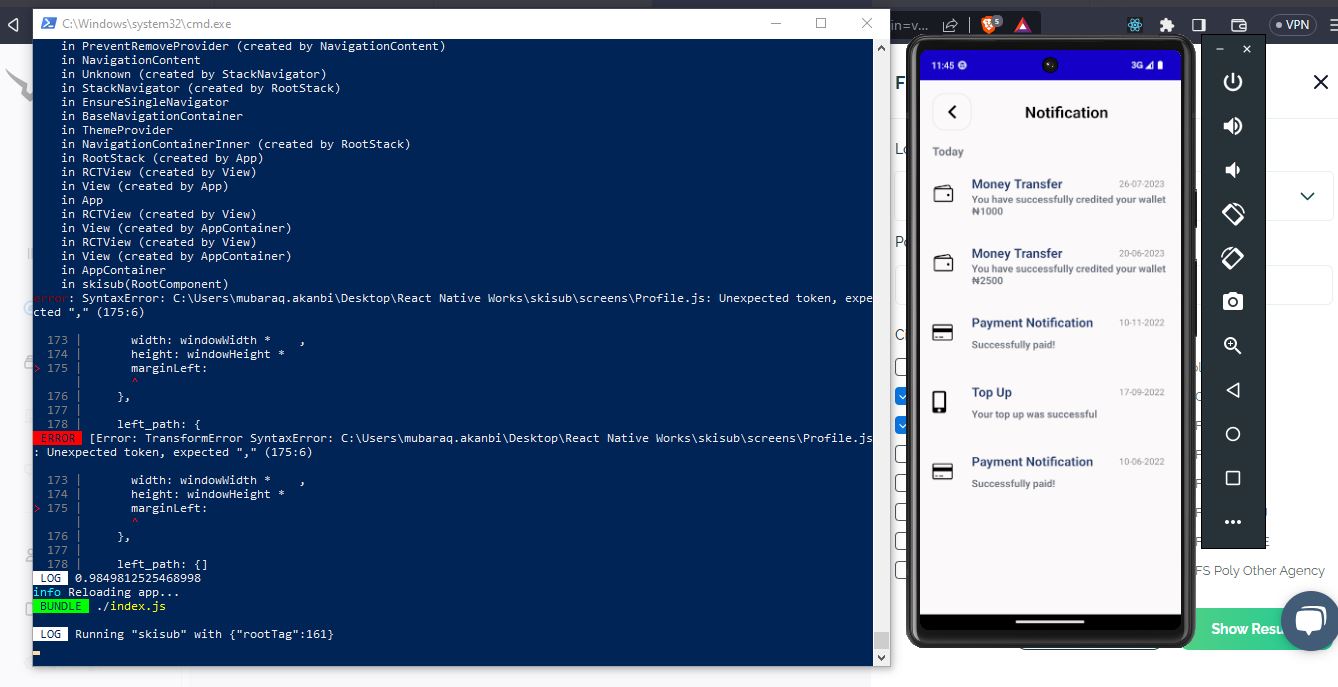 C:\Windows\system32\cmd.exe
in PreventRemoveProvider (created by NavigationContent)
in NavigationContent
in Unknown (created by StackNavigator)
in StackNavigator (created by RootStack)
in EnsureSingleNavigator
in BaseNavigationContainer
in ThemeProvider
in NavigationContainerInner (created by RootStack)
in RootStack (created by App)
in RCTView (created by View)
in View (created by App)
in App
in RCTView (created by View)
in View (created by AppContainer)
in RCTView (created by View)
in View (created by AppContainer)
in AppContainer
in skisub(RootComponent)
error: SyntaxError: C:\Users\mubaraq.akanbi\Desktop\React Native Works\skisub\screens\Profile.js: Unexpected token, expe
cted "," (175:6)
173 | width: windowWidth * ,
174 | height: windowHeight *
> 175 | marginLeft:
| ^
176 | },
177 |
178 | left_path: {
ERROR [Error: TransformError SyntaxError: C:\Users\mubaraq.akanbi\Desktop\React Native Works\skisub\screens\Profile.js
: Unexpected token, expected "," (175:6)
173 | width: windowWidth * ,
174 | height: windowHeight *
> 175 | marginLeft:
| ^
176 | },
177 |
178 | left_path: {]
LOG 0.9849812525468998
info Reloading app...
BUNDLE ./index.js
LOG Running "skisub" with {"rootTag":161}
in=v...
5
VPN
11:45
3G
Notification
Today
Money Transfer 26-07-2023
You have successfully credited your wallet
₦1000
Money Transfer 20-06-2023
You have successfully credited your wallet
₦2500
Payment Notification 10-11-2022
Successfully paid!
Top Up 17-09-2022
Your top up was successful
Payment Notification 10-06-2022
Successfully paid!
FS Poly Other Agency